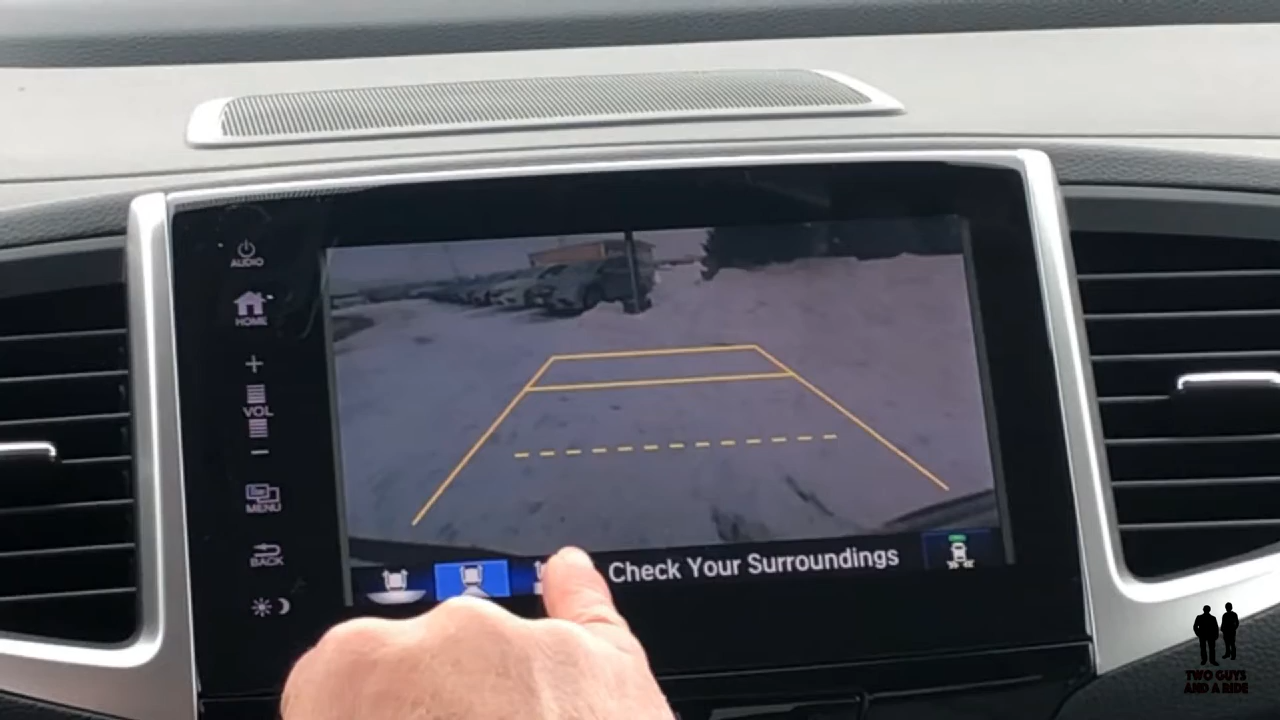 AUDIO
HOME
+
VOL
−
MENU
BACK
Check Your Surroundings
TWO GUYS
AND A RIDE